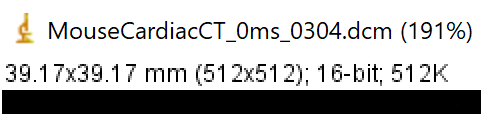 MouseCardiacCT_0ms_0304.dcm (191%)
39.17x39.17 mm (512x512); 16-bit; 512K